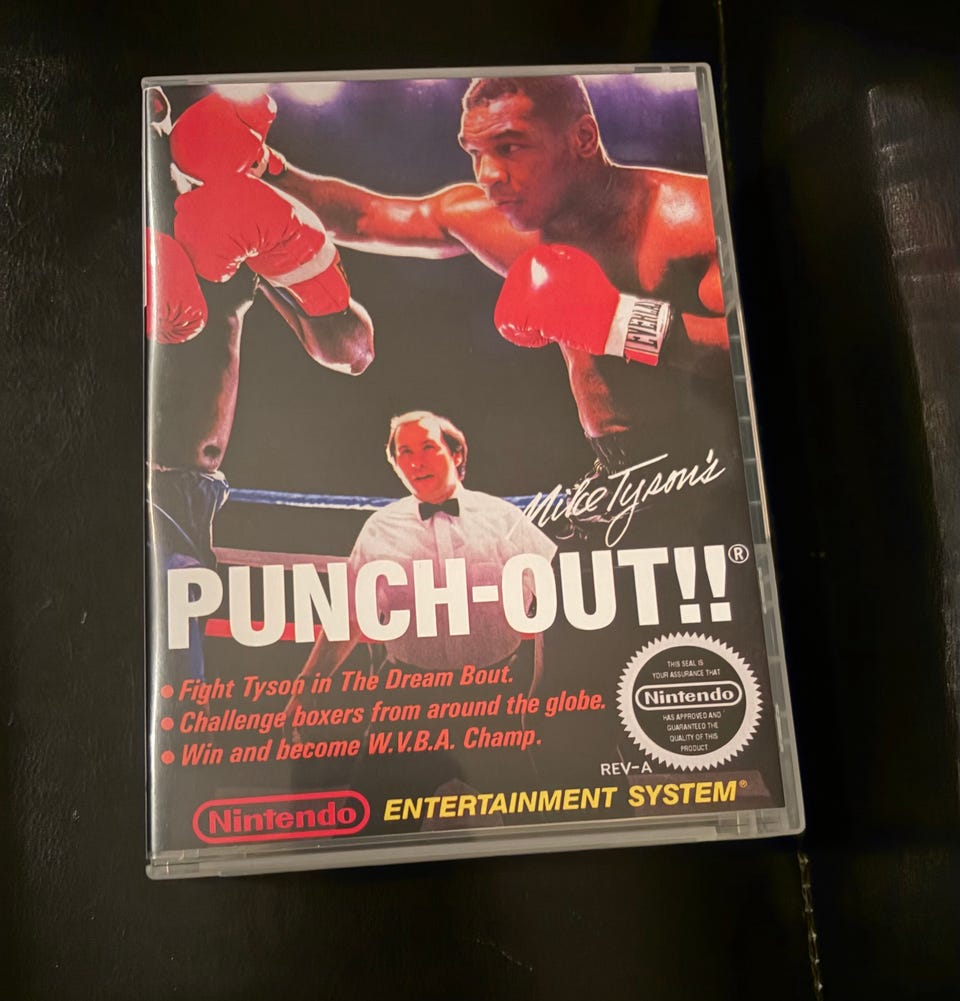 EVERLAST
Mike Tyson's
PUNCH-OUT!!®
• Fight Tyson in The Dream Bout.
• Challenge boxers from around the globe.
• Win and become W.V.B.A. Champ.
THIS SEAL IS
YOUR ASSURANCE THAT
Nintendo
HAS APPROVED AND
GUARANTEED THE
QUALITY OF THIS
PRODUCT
REV-A
Nintendo ENTERTAINMENT SYSTEM®